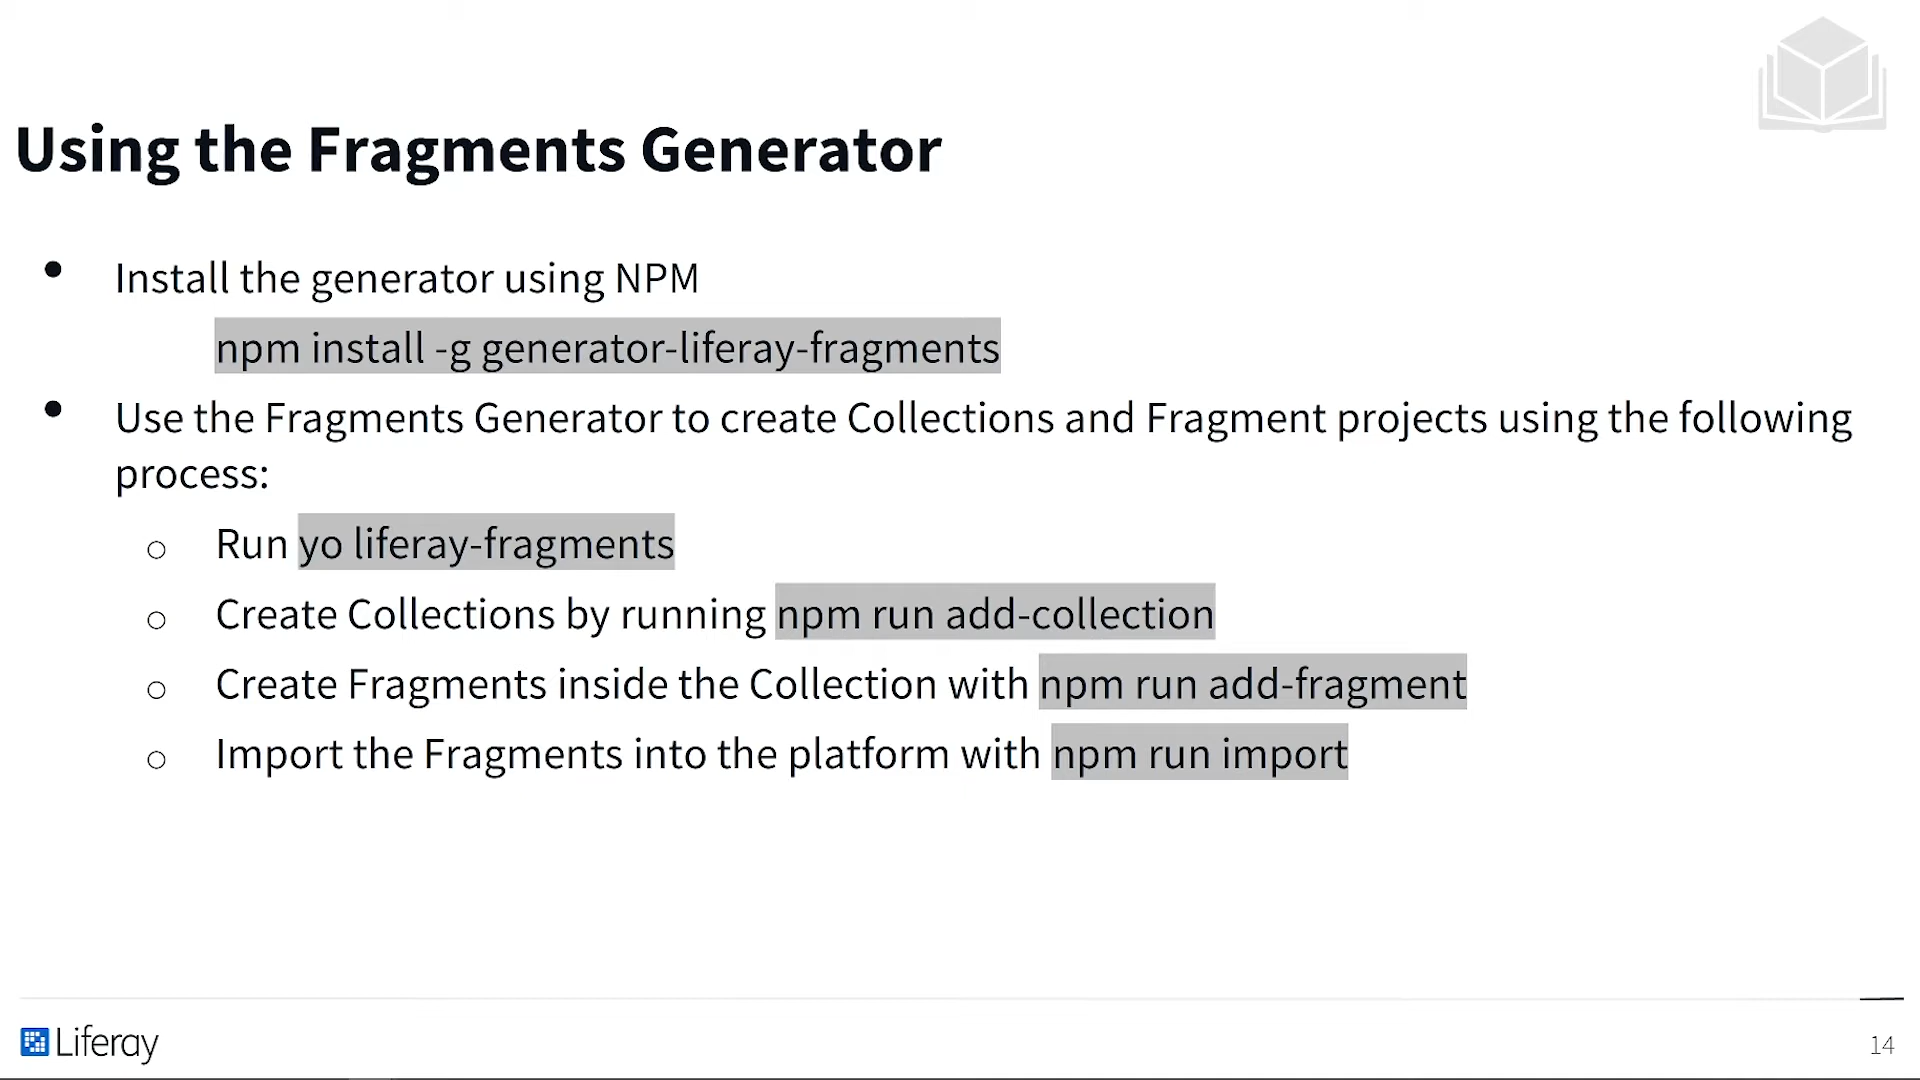 Using the Fragments Generator
• Install the generator using NPM
npm install -g generator-liferay-fragments
• Use the Fragments Generator to create Collections and Fragment projects using the following
process:
○ Run yo liferay-fragments
○ Create Collections by running npm run add-collection
○ Create Fragments inside the Collection with npm run add-fragment
○ Import the Fragments into the platform with npm run import
Liferay
14